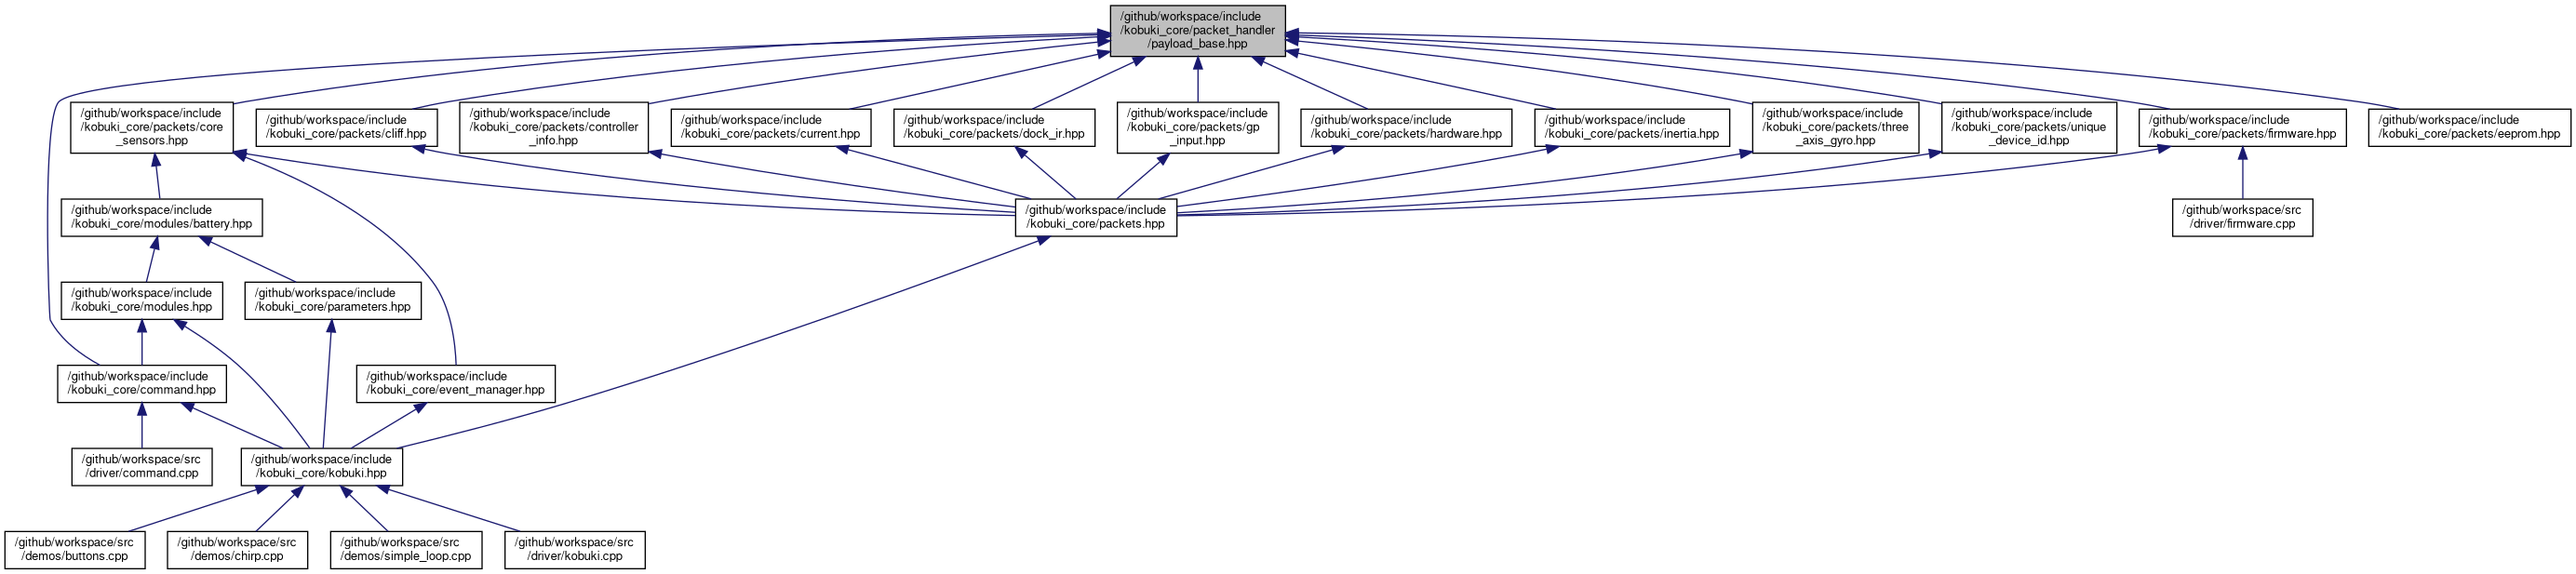 /github/workspace/include
/kobuki_core/packet_handler
/payload_base.hpp
/github/workspace/include
/kobuki_core/packets/core
_sensors.hpp
/github/workspace/include
/kobuki_core/packets/cliff.hpp
/github/workspace/include
/kobuki_core/packets/controller
_info.hpp
/github/workspace/include
/kobuki_core/packets/current.hpp
/github/workspace/include
/kobuki_core/packets/dock_ir.hpp
/github/workspace/include
/kobuki_core/packets/gp
_input.hpp
/github/workspace/include
/kobuki_core/packets/hardware.hpp
/github/workspace/include
/kobuki_core/packets/inertia.hpp
/github/workspace/include
/kobuki_core/packets/three
_axis_gyro.hpp
/github/workspace/include
/kobuki_core/packets/unique
_device_id.hpp
/github/workspace/include
/kobuki_core/packets/firmware.hpp
/github/workspace/include
/kobuki_core/packets/eeprom.hpp
/github/workspace/include
/kobuki_core/modules/battery.hpp
/github/workspace/include
/kobuki_core/packets.hpp
/github/workspace/src
/driver/firmware.cpp
/github/workspace/include
/kobuki_core/modules.hpp
/github/workspace/include
/kobuki_core/parameters.hpp
/github/workspace/include
/kobuki_core/command.hpp
/github/workspace/include
/kobuki_core/event_manager.hpp
/github/workspace/src
/driver/command.cpp
/github/workspace/include
/kobuki_core/kobuki.hpp
/github/workspace/src
/demos/buttons.cpp
/github/workspace/src
/demos/chirp.cpp
/github/workspace/src
/demos/simple_loop.cpp
/github/workspace/src
/driver/kobuki.cpp